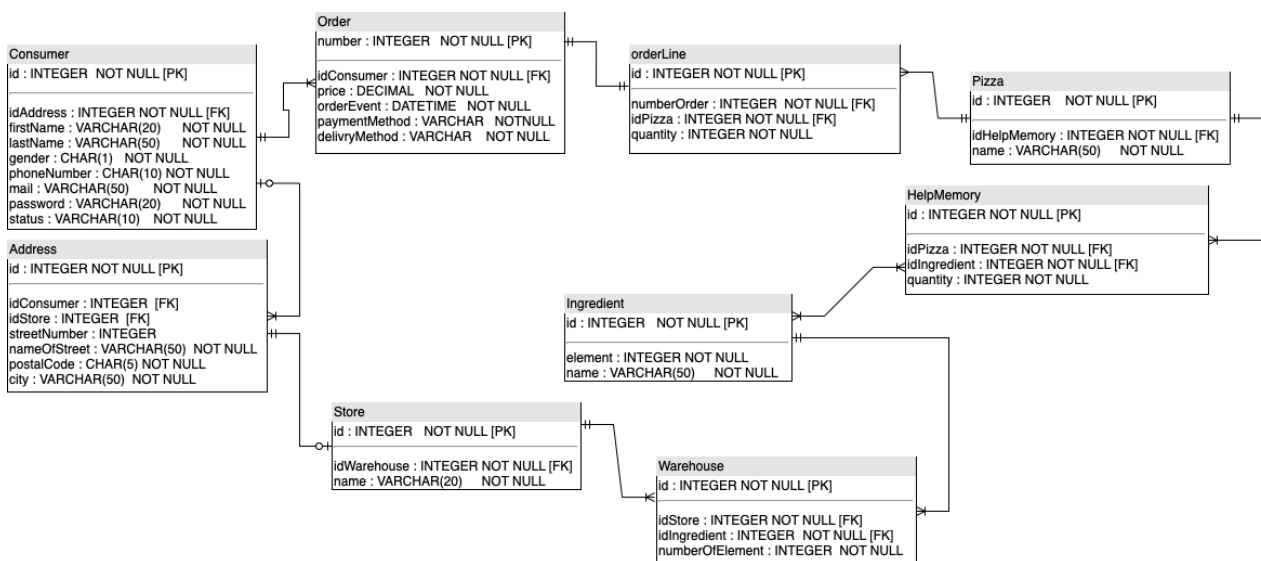 Consumer
id : INTEGER NOT NULL [PK]
idAddress : INTEGER NOT NULL [FK]
firstName : VARCHAR(20) NOT NULL
lastName : VARCHAR(50) NOT NULL
gender : CHAR(1) NOT NULL
phoneNumber : CHAR(10) NOT NULL
mail : VARCHAR(50) NOT NULL
password : VARCHAR(20) NOT NULL
status : VARCHAR(10) NOT NULL
Order
number : INTEGER NOT NULL [PK]
idConsumer : INTEGER NOT NULL [FK]
price : DECIMAL NOT NULL
orderEvent : DATETIME NOT NULL
paymentMethod : VARCHAR NOTNULL
delivryMethod : VARCHAR NOT NULL
orderLine
id : INTEGER NOT NULL [PK]
numberOrder : INTEGER NOT NULL [FK]
idPizza : INTEGER NOT NULL [FK]
quantity : INTEGER NOT NULL
Pizza
id : INTEGER NOT NULL [PK]
idHelpMemory : INTEGER NOT NULL [FK]
name : VARCHAR(50) NOT NULL
HelpMemory
id : INTEGER NOT NULL [PK]
idPizza : INTEGER NOT NULL [FK]
idIngredient : INTEGER NOT NULL [FK]
quantity : INTEGER NOT NULL
Address
id : INTEGER NOT NULL [PK]
idConsumer : INTEGER [FK]
idStore : INTEGER [FK]
streetNumber : INTEGER
nameOfStreet : VARCHAR(50) NOT NULL
postalCode : CHAR(5) NOT NULL
city : VARCHAR(50) NOT NULL
Ingredient
id : INTEGER NOT NULL [PK]
element : INTEGER NOT NULL
name : VARCHAR(50) NOT NULL
Store
id : INTEGER NOT NULL [PK]
idWarehouse : INTEGER NOT NULL [FK]
name : VARCHAR(20) NOT NULL
Warehouse
id : INTEGER NOT NULL [PK]
idStore : INTEGER NOT NULL [FK]
idIngredient : INTEGER NOT NULL [FK]
numberOfElement : INTEGER NOT NULL